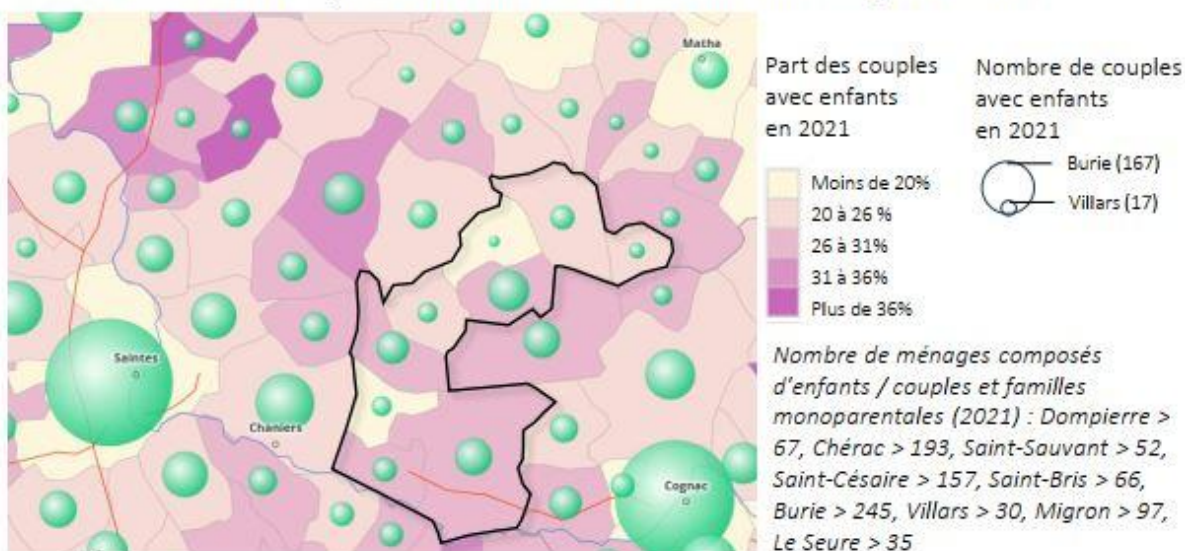 Matha
Saintes
Chaniers
Cognac
Part des couples
avec enfants
en 2021
Moins de 20%
20 à 26 %
26 à 31%
31 à 36%
Plus de 36%
Nombre de couples
avec enfants
en 2021
Burie (167)
Villars (17)
Nombre de ménages composés
d'enfants / couples et familles
monoparentales (2021) : Dompierre >
67, Chérac > 193, Saint-Sauvant > 52,
Saint-Césaire > 157, Saint-Bris > 66,
Burie > 245, Villars > 30, Migron > 97,
Le Seure > 35